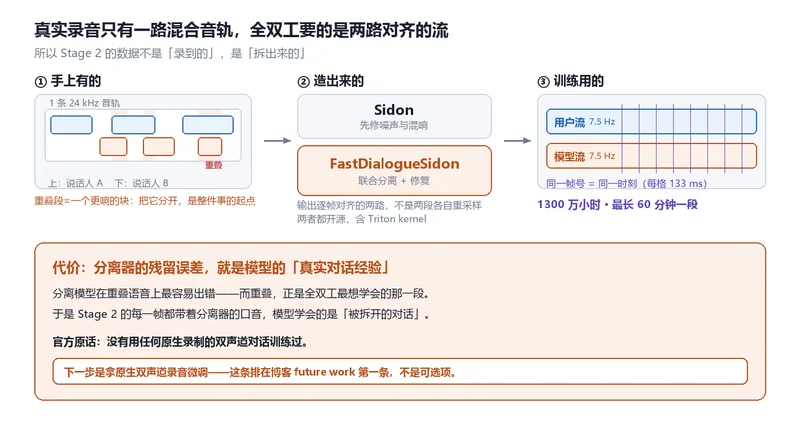 真实录音只有一路混合音轨，全双工要的是两路对齐的流
所以 Stage 2 的数据不是「录到的」，是「拆出来的」
① 手上有的
1 条 24 kHz 音轨
重叠
上：说话人 A 下：说话人 B
重叠段=一个更响的块：把它分开，是整件事的起点
② 造出来的
Sidon
先修噪声与混响
FastDialogueSidon
联合分离 + 修复
输出逐帧对齐的两路，不是两段各自重采样
两者都开源，含 Triton kernel
③ 训练用的
用户流 7.5 Hz
模型流 7.5 Hz
同一帧号 = 同一时刻（每格 133 ms）
1300 万小时 · 最长 60 分钟一段
代价：分离器的残留误差，就是模型的「真实对话经验」
分离模型在重叠语音上最容易出错——而重叠，正是全双工最想学会的那一段。
于是 Stage 2 的每一帧都带着分离器的口音，模型学会的是「被拆开的对话」。
官方原话：没有用任何原生录制的双声道对话训练过。
下一步是拿原生双声道录音微调——这条排在博客 future work 第一条，不是可选项。